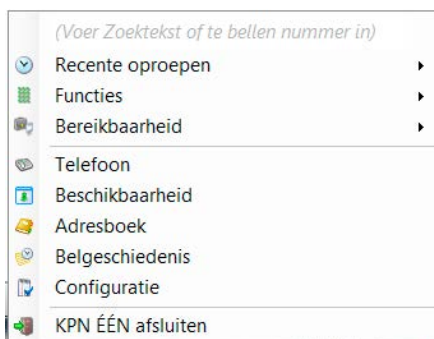 (Voer Zoektekst of te bellen nummer in)
Recente oproepen
Functies
Bereikbaarheid
Telefoon
Beschikbaarheid
Adresboek
Belgeschiedenis
Configuratie
KPN ÉÉN afsluiten